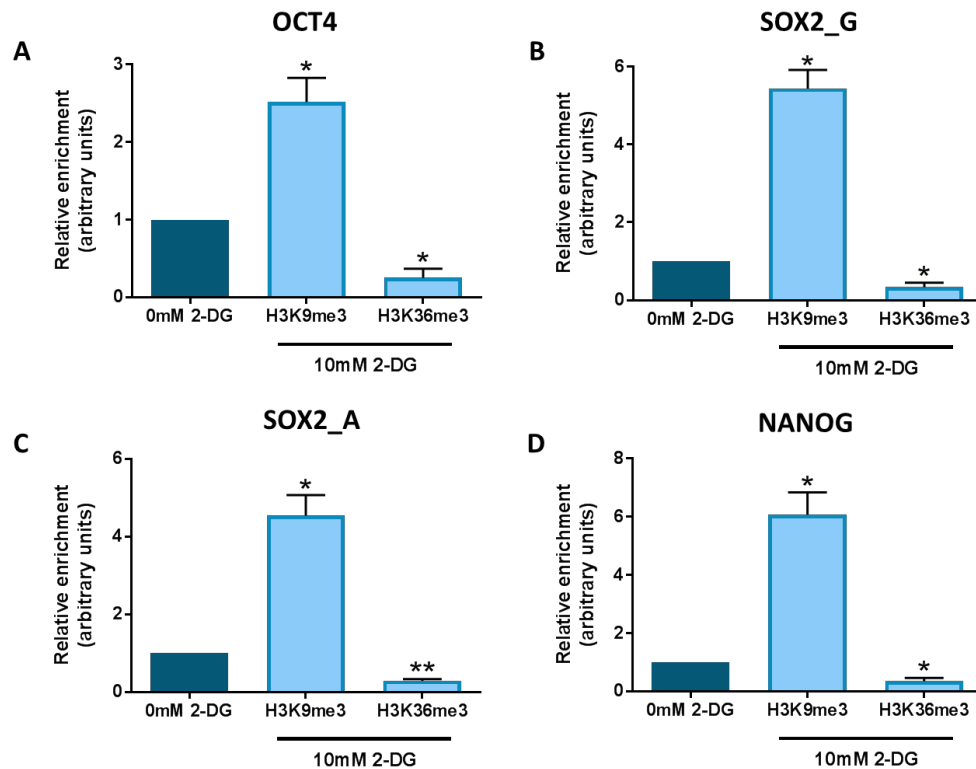 A
OCT4
Relative enrichment
(arbitrary units)
3
2
1
0
*
*
0mM 2-DG
H3K9me3
H3K36me3
10mM 2-DG
B
SOX2_G
Relative enrichment
(arbitrary units)
6
4
2
0
*
*
0mM 2-DG
H3K9me3
H3K36me3
10mM 2-DG
C
SOX2_A
Relative enrichment
(arbitrary units)
6
4
2
0
*
**
0mM 2-DG
H3K9me3
H3K36me3
10mM 2-DG
D
NANOG
Relative enrichment
(arbitrary units)
8
6
4
2
0
*
*
0mM 2-DG
H3K9me3
H3K36me3
10mM 2-DG